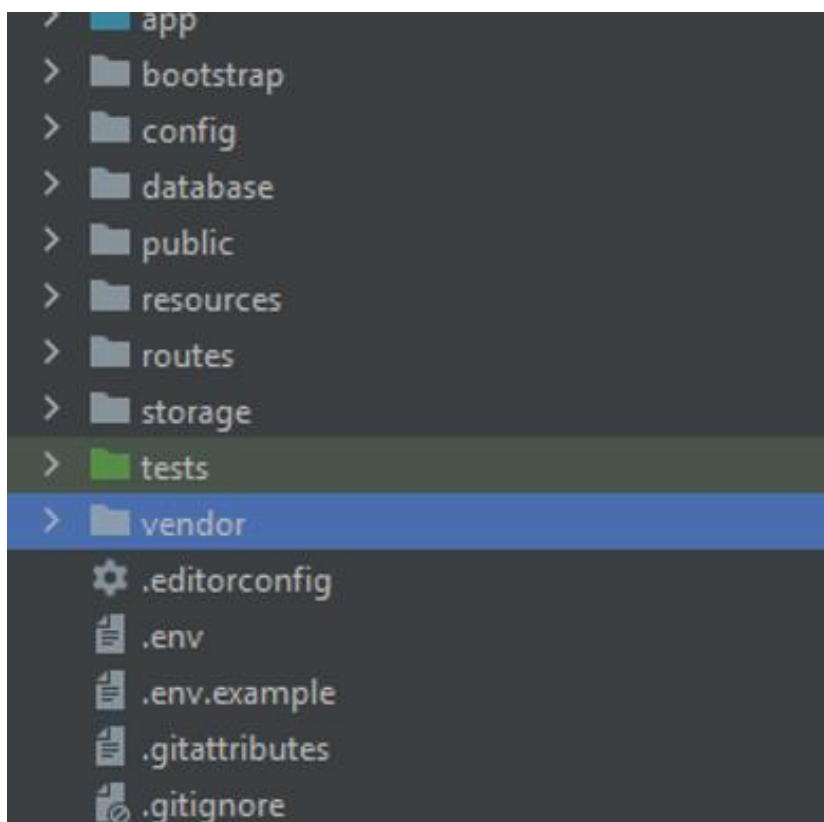 app
bootstrap
config
database
public
resources
routes
storage
tests
vendor
.editorconfig
.env
.env.example
.gitattributes
.gitignore